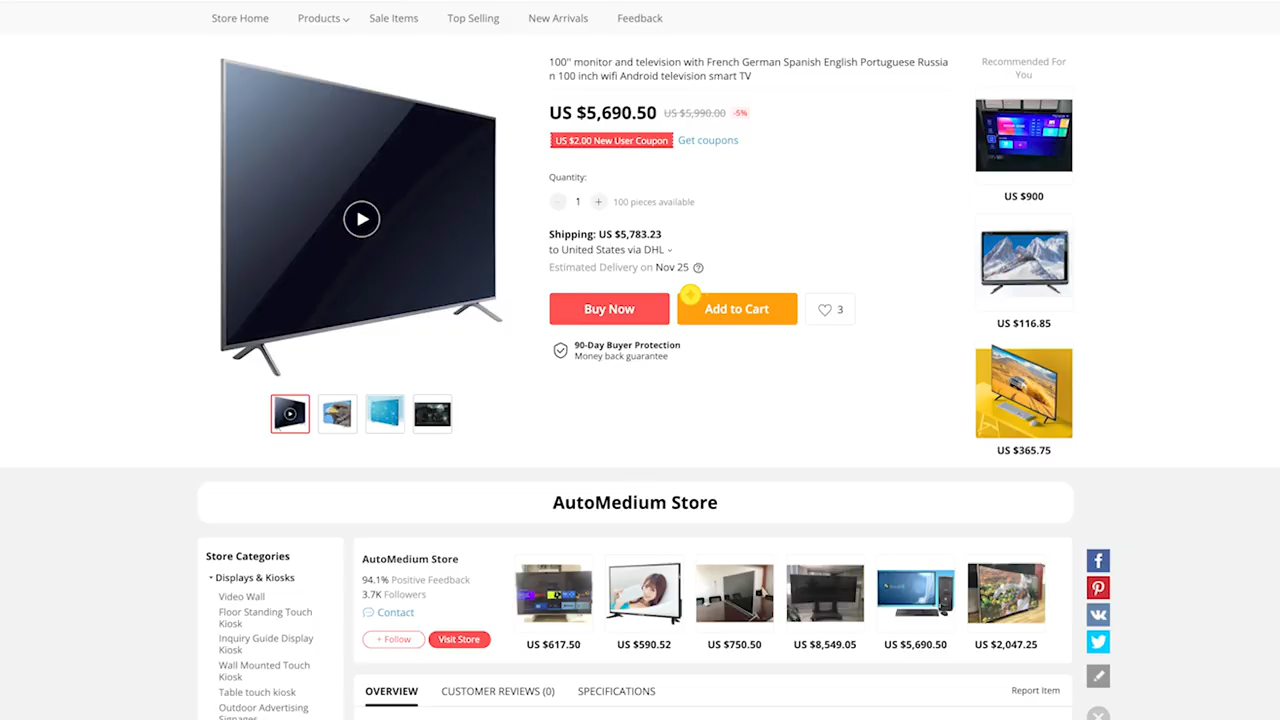 Store Home
Products
Sale Items
Top Selling
New Arrivals
Feedback
100'' monitor and television with French German Spanish English Portuguese Russia
n 100 inch wifi Android television smart TV
US $5,690.50 US $5,990.00 -5%
US $2.00 New User Coupon Get coupons
Quantity:
- 1 + 100 pieces available
Shipping: US $5,783.23
to United States via DHL
Estimated Delivery on Nov 25 ?
Buy Now
Add to Cart
3
90-Day Buyer Protection
Money back guarantee
Recommended For
You
US $900
US $116.85
US $365.75
AutoMedium Store
Store Categories
Displays & Kiosks
Video Wall
Floor Standing Touch
Kiosk
Inquiry Guide Display
Kiosk
Wall Mounted Touch
Kiosk
Table touch kiosk
Outdoor Advertising
Signages
AutoMedium Store
94.1% Positive Feedback
3.7K Followers
Contact
+ Follow
Visit Store
US $617.50
US $590.52
US $750.50
US $8,549.05
US $5,690.50
US $2,047.25
OVERVIEW
CUSTOMER REVIEWS (0)
SPECIFICATIONS
Report Item